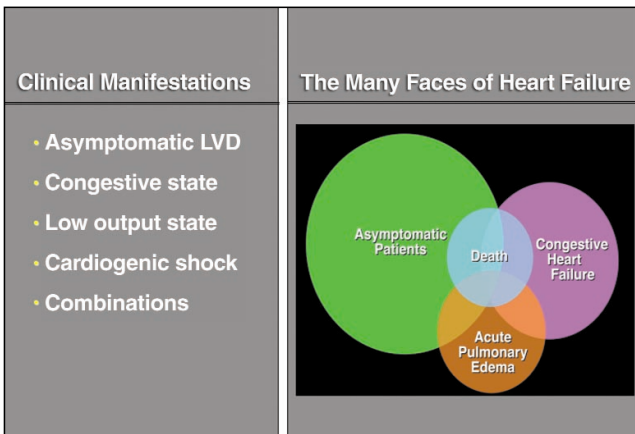 Clinical Manifestations
• Asymptomatic LVD
• Congestive state
• Low output state
• Cardiogenic shock
• Combinations
The Many Faces of Heart Failure
Asymptomatic
Patients
Death
Congestive
Heart
Failure
Acute
Pulmonary
Edema